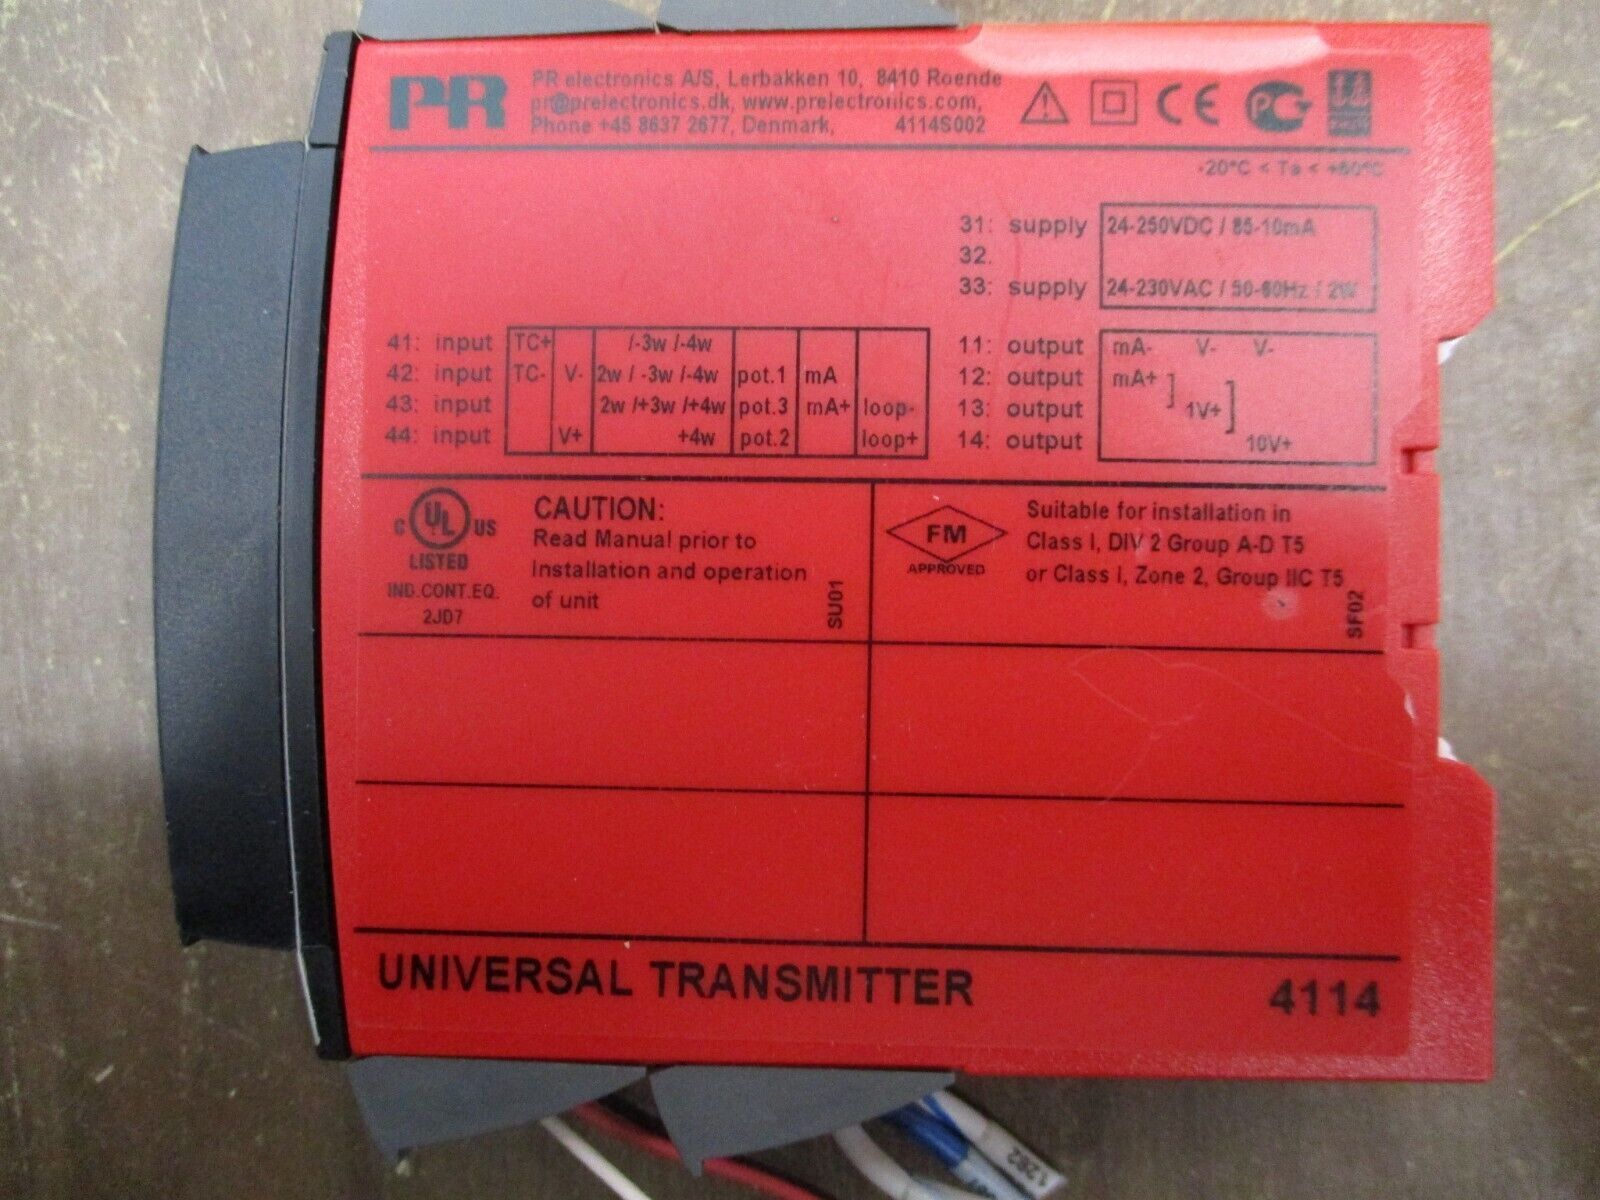 PR
PR electronics A/S, Lerbakken 10, 8410 Roende
pr@prelectronics.dk, www.prelectronics.com,
Phone +45 8637 2677, Denmark, 4114S002
CE
-20°C < Ta < +60°C
31: supply 24-250VDC / 85-10mA
32.
33: supply 24-230VAC / 50-60Hz / 2W
41: input TC+ /-3w /-4w
42: input TC- V- 2w / -3w /-4w pot.1 mA
43: input 2w /+3w /+4w pot.3 mA+ loop-
44: input V+ +4w pot.2 loop+
11: output mA- V- V-
12: output mA+
13: output 1V+
14: output 10V+
C UL US
LISTED
IND.CONT.EQ.
2JD7
CAUTION:
Read Manual prior to
Installation and operation
of unit
SU01
FM
APPROVED
Suitable for installation in
Class I, DIV 2 Group A-D T5
or Class I, Zone 2, Group IIC T5
SF02
UNIVERSAL TRANSMITTER
4114
1282